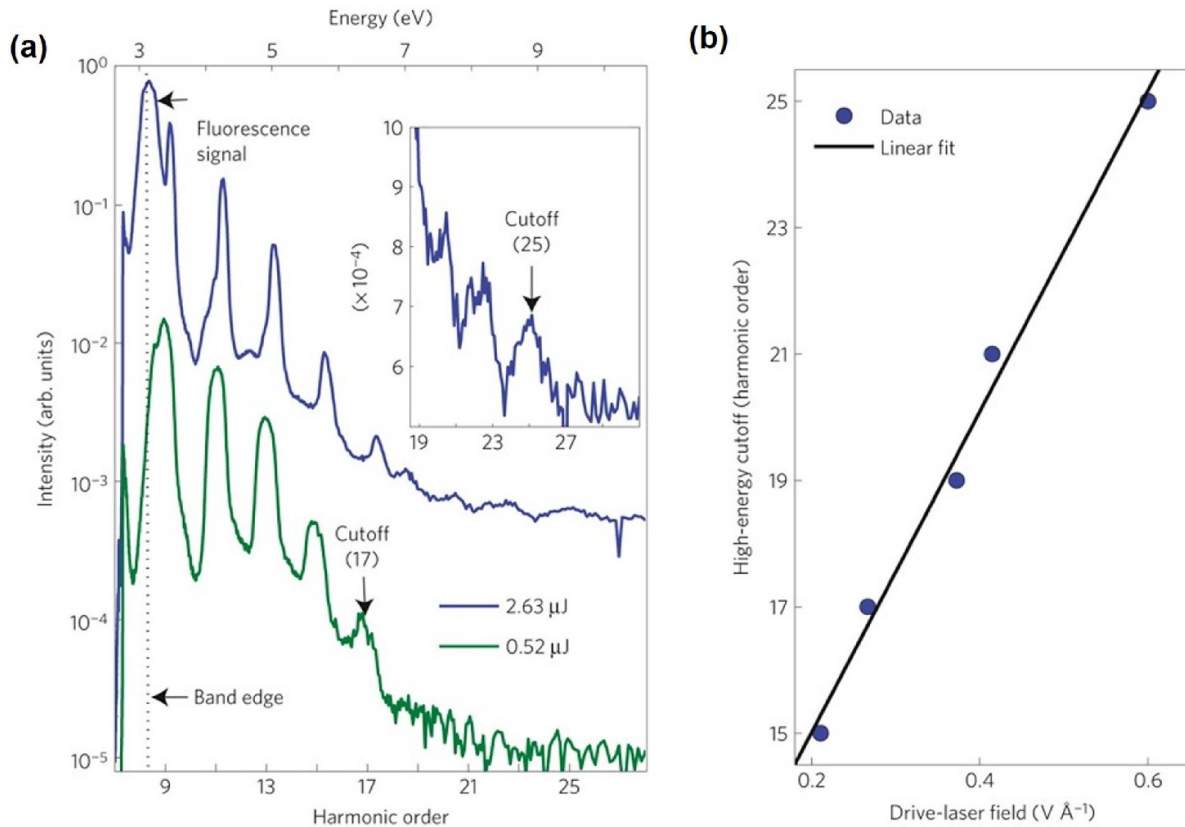 (a)
Energy (eV)
3 5 7 9
10⁰
10⁻¹
10⁻²
10⁻³
10⁻⁴
10⁻⁵
Intensity (arb. units)
Fluorescence
signal
10
9
8
7
6
(× 10⁻⁴)
Cutoff
(25)
19 23 27
Cutoff
(17)
2.63 μJ
0.52 μJ
Band edge
9 13 17 21 25
Harmonic order
(b)
25
23
21
19
17
15
High-energy cutoff (harmonic order)
Data
Linear fit
0.2 0.4 0.6
Drive-laser field (V Å⁻¹)